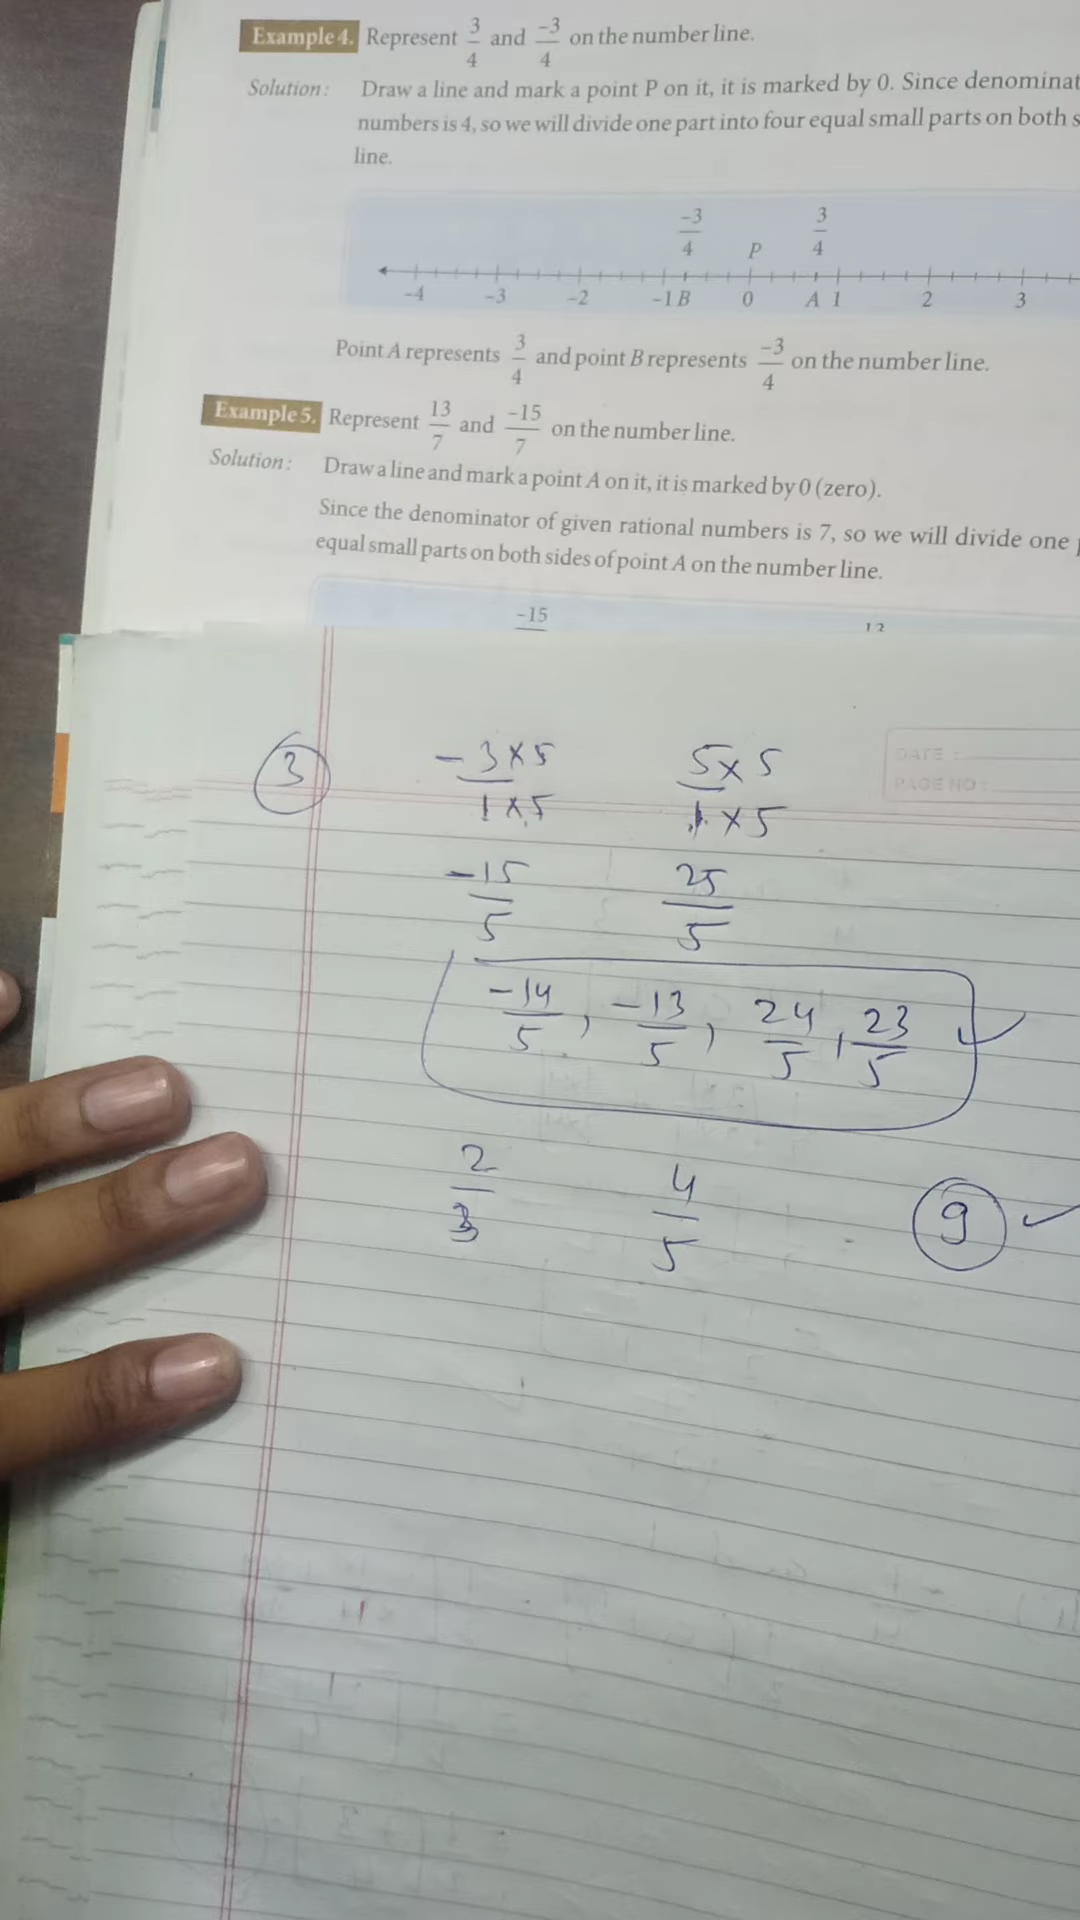 Example 4. Represent 3/4 and -3/4 on the number line.
Solution: Draw a line and mark a point P on it, it is marked by 0. Since denominat
numbers is 4, so we will divide one part into four equal small parts on both s
line.
-3/4 P 3/4
-4 -3 -2 -1 B 0 A 1 2 3
Point A represents 3/4 and point B represents -3/4 on the number line.
Example 5. Represent 13/7 and -15/7 on the number line.
Solution: Draw a line and mark a point A on it, it is marked by 0 (zero).
Since the denominator of given rational numbers is 7, so we will divide one
equal small parts on both sides of point A on the number line.
-15
DATE :
PAGE NO :
3 -3×5/1×5 5×5/1×5
-15/5 25/5
-14/5, -13/5, 24/5, 23/5
2/3 4/5 9